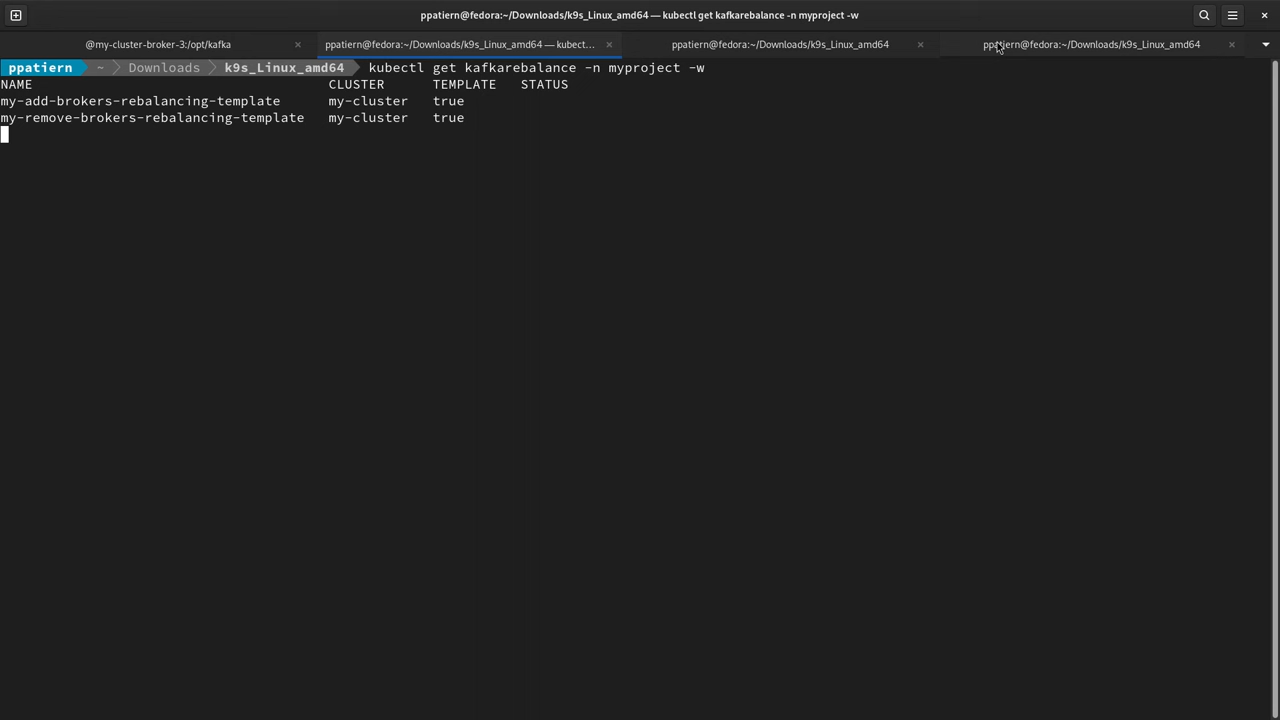 ppatiern@fedora:~/Downloads/k9s_Linux_amd64 — kubectl get kafkarebalance -n myproject -w
@my-cluster-broker-3:/opt/kafka × ppatiern@fedora:~/Downloads/k9s_Linux_amd64 — kubect... × ppatiern@fedora:~/Downloads/k9s_Linux_amd64 × ppatiern@fedora:~/Downloads/k9s_Linux_amd64 ×
ppatiern ~ Downloads k9s_Linux_amd64 kubectl get kafkarebalance -n myproject -w
NAME CLUSTER TEMPLATE STATUS
my-add-brokers-rebalancing-template my-cluster true
my-remove-brokers-rebalancing-template my-cluster true